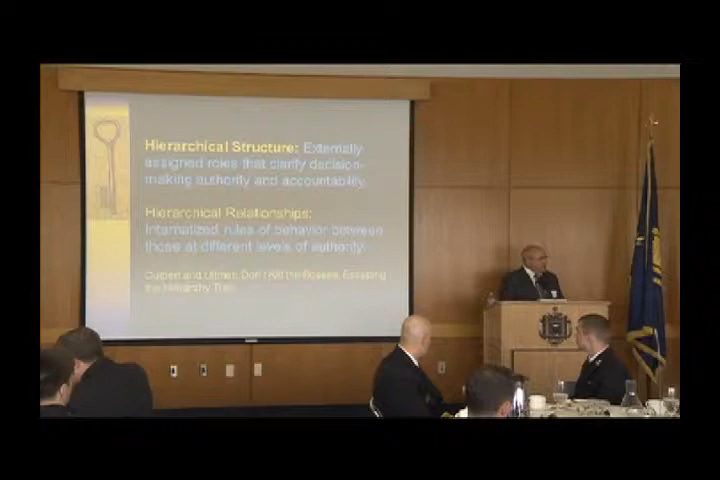 Hierarchical Structure: Externally
assigned roles that clarify decision-
making authority and accountability.
Hierarchical Relationships:
Internalized rules of behavior between
those at different levels of authority.
Culbert and Ullmen: Don't Kill the Bosses: Escaping
the Hierarchy Trap